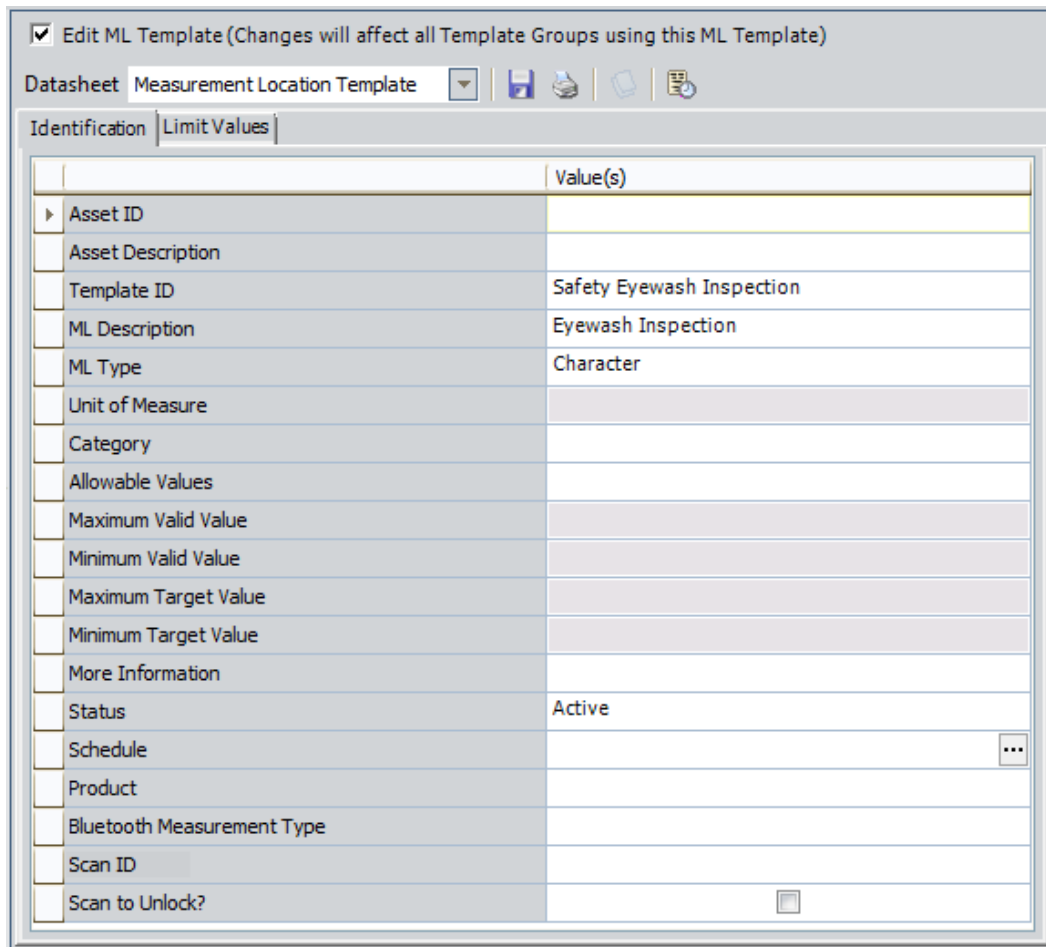 Edit ML Template (Changes will affect all Template Groups using this ML Template)
Datasheet Measurement Location Template
Identification Limit Values
Value(s)
Asset ID
Asset Description
Template ID Safety Eyewash Inspection
ML Description Eyewash Inspection
ML Type Character
Unit of Measure
Category
Allowable Values
Maximum Valid Value
Minimum Valid Value
Maximum Target Value
Minimum Target Value
More Information
Status Active
Schedule ...
Product
Bluetooth Measurement Type
Scan ID
Scan to Unlock?